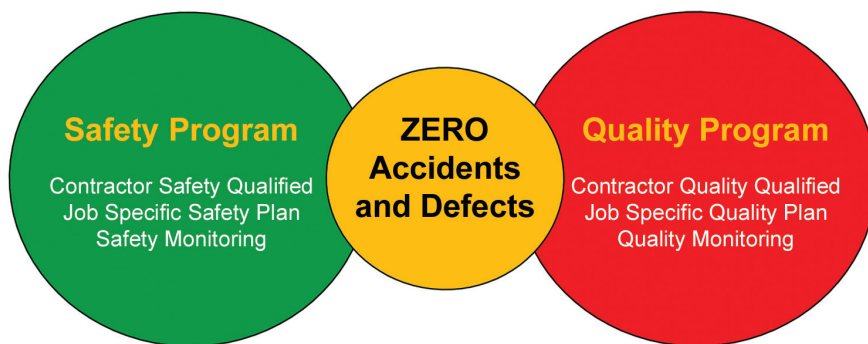 Safety Program
Contractor Safety Qualified
Job Specific Safety Plan
Safety Monitoring
ZERO
Accidents
and Defects
Quality Program
Contractor Quality Qualified
Job Specific Quality Plan
Quality Monitoring